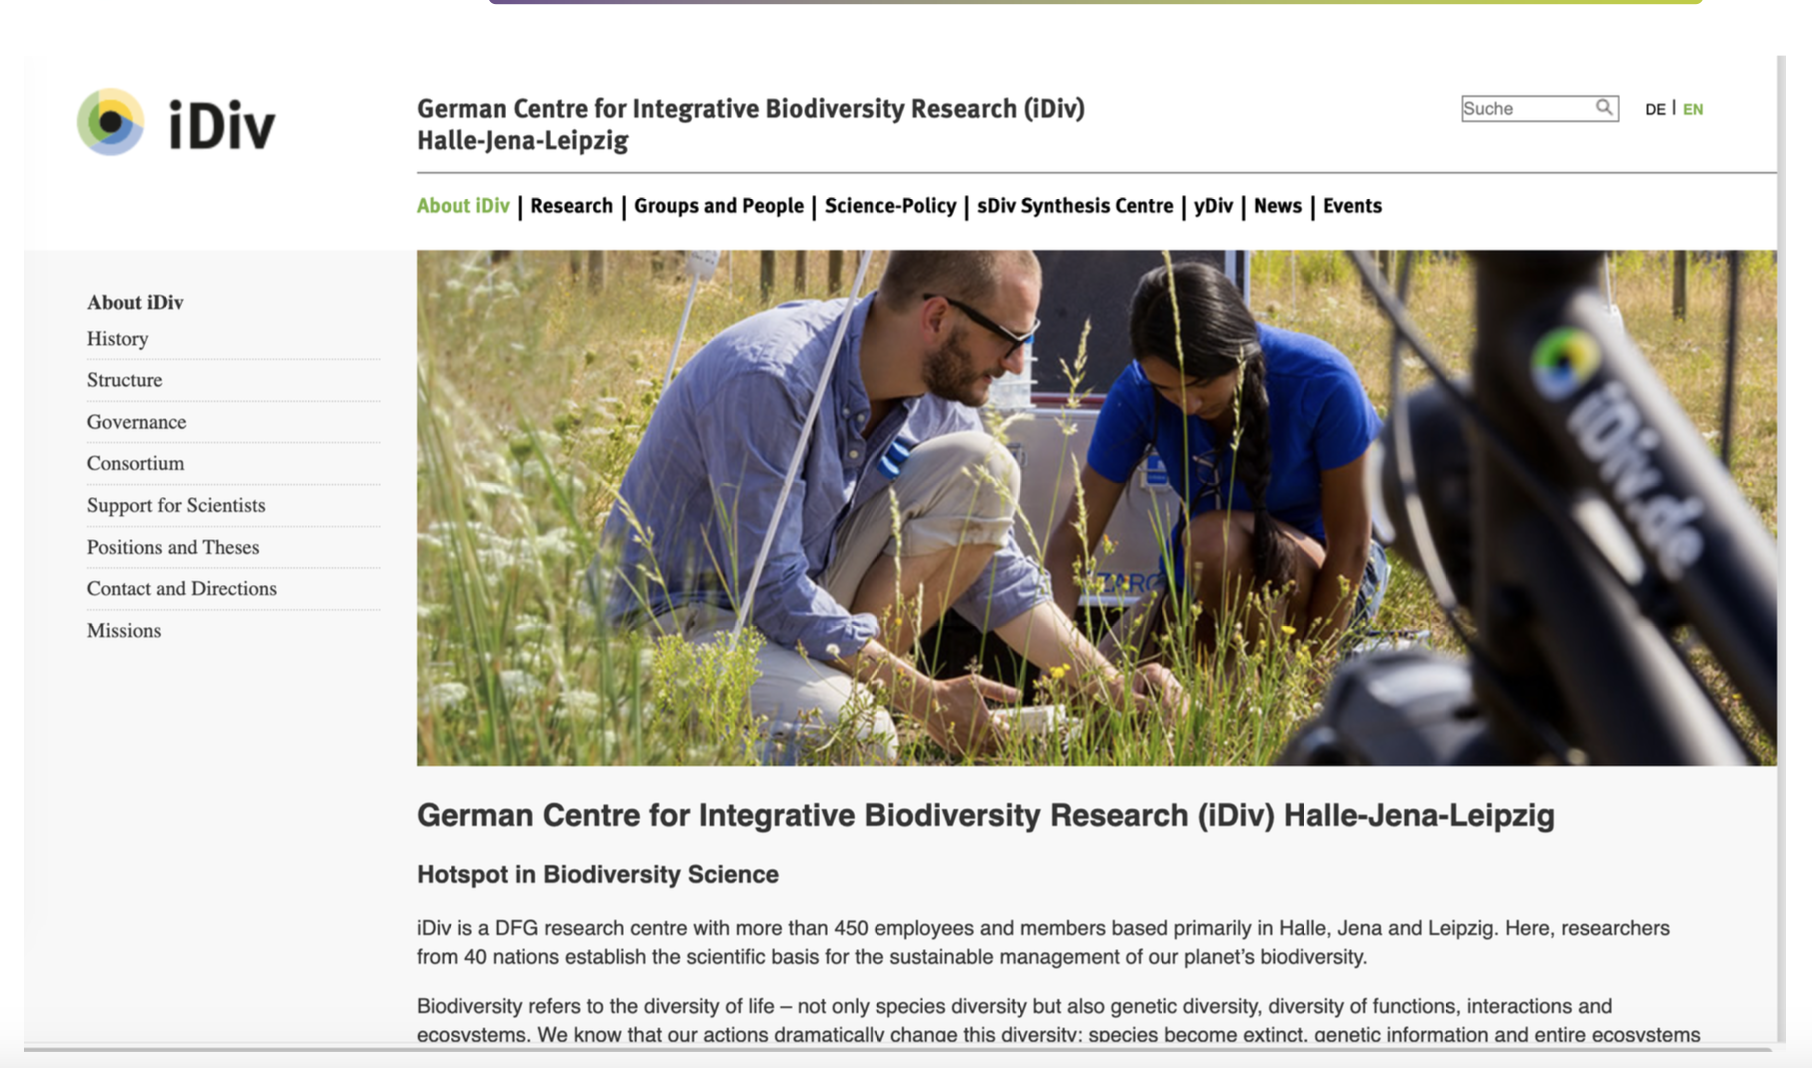 iDiv
German Centre for Integrative Biodiversity Research (iDiv)
Halle-Jena-Leipzig
Suche
DE | EN
About iDiv | Research | Groups and People | Science-Policy | sDiv Synthesis Centre | yDiv | News | Events
About iDiv
History
Structure
Governance
Consortium
Support for Scientists
Positions and Theses
Contact and Directions
Missions
iDiv.de
German Centre for Integrative Biodiversity Research (iDiv) Halle-Jena-Leipzig
Hotspot in Biodiversity Science
iDiv is a DFG research centre with more than 450 employees and members based primarily in Halle, Jena and Leipzig. Here, researchers
from 40 nations establish the scientific basis for the sustainable management of our planet’s biodiversity.
Biodiversity refers to the diversity of life – not only species diversity but also genetic diversity, diversity of functions, interactions and
ecosystems. We know that our actions dramatically change this diversity: species become extinct, genetic information and entire ecosystems